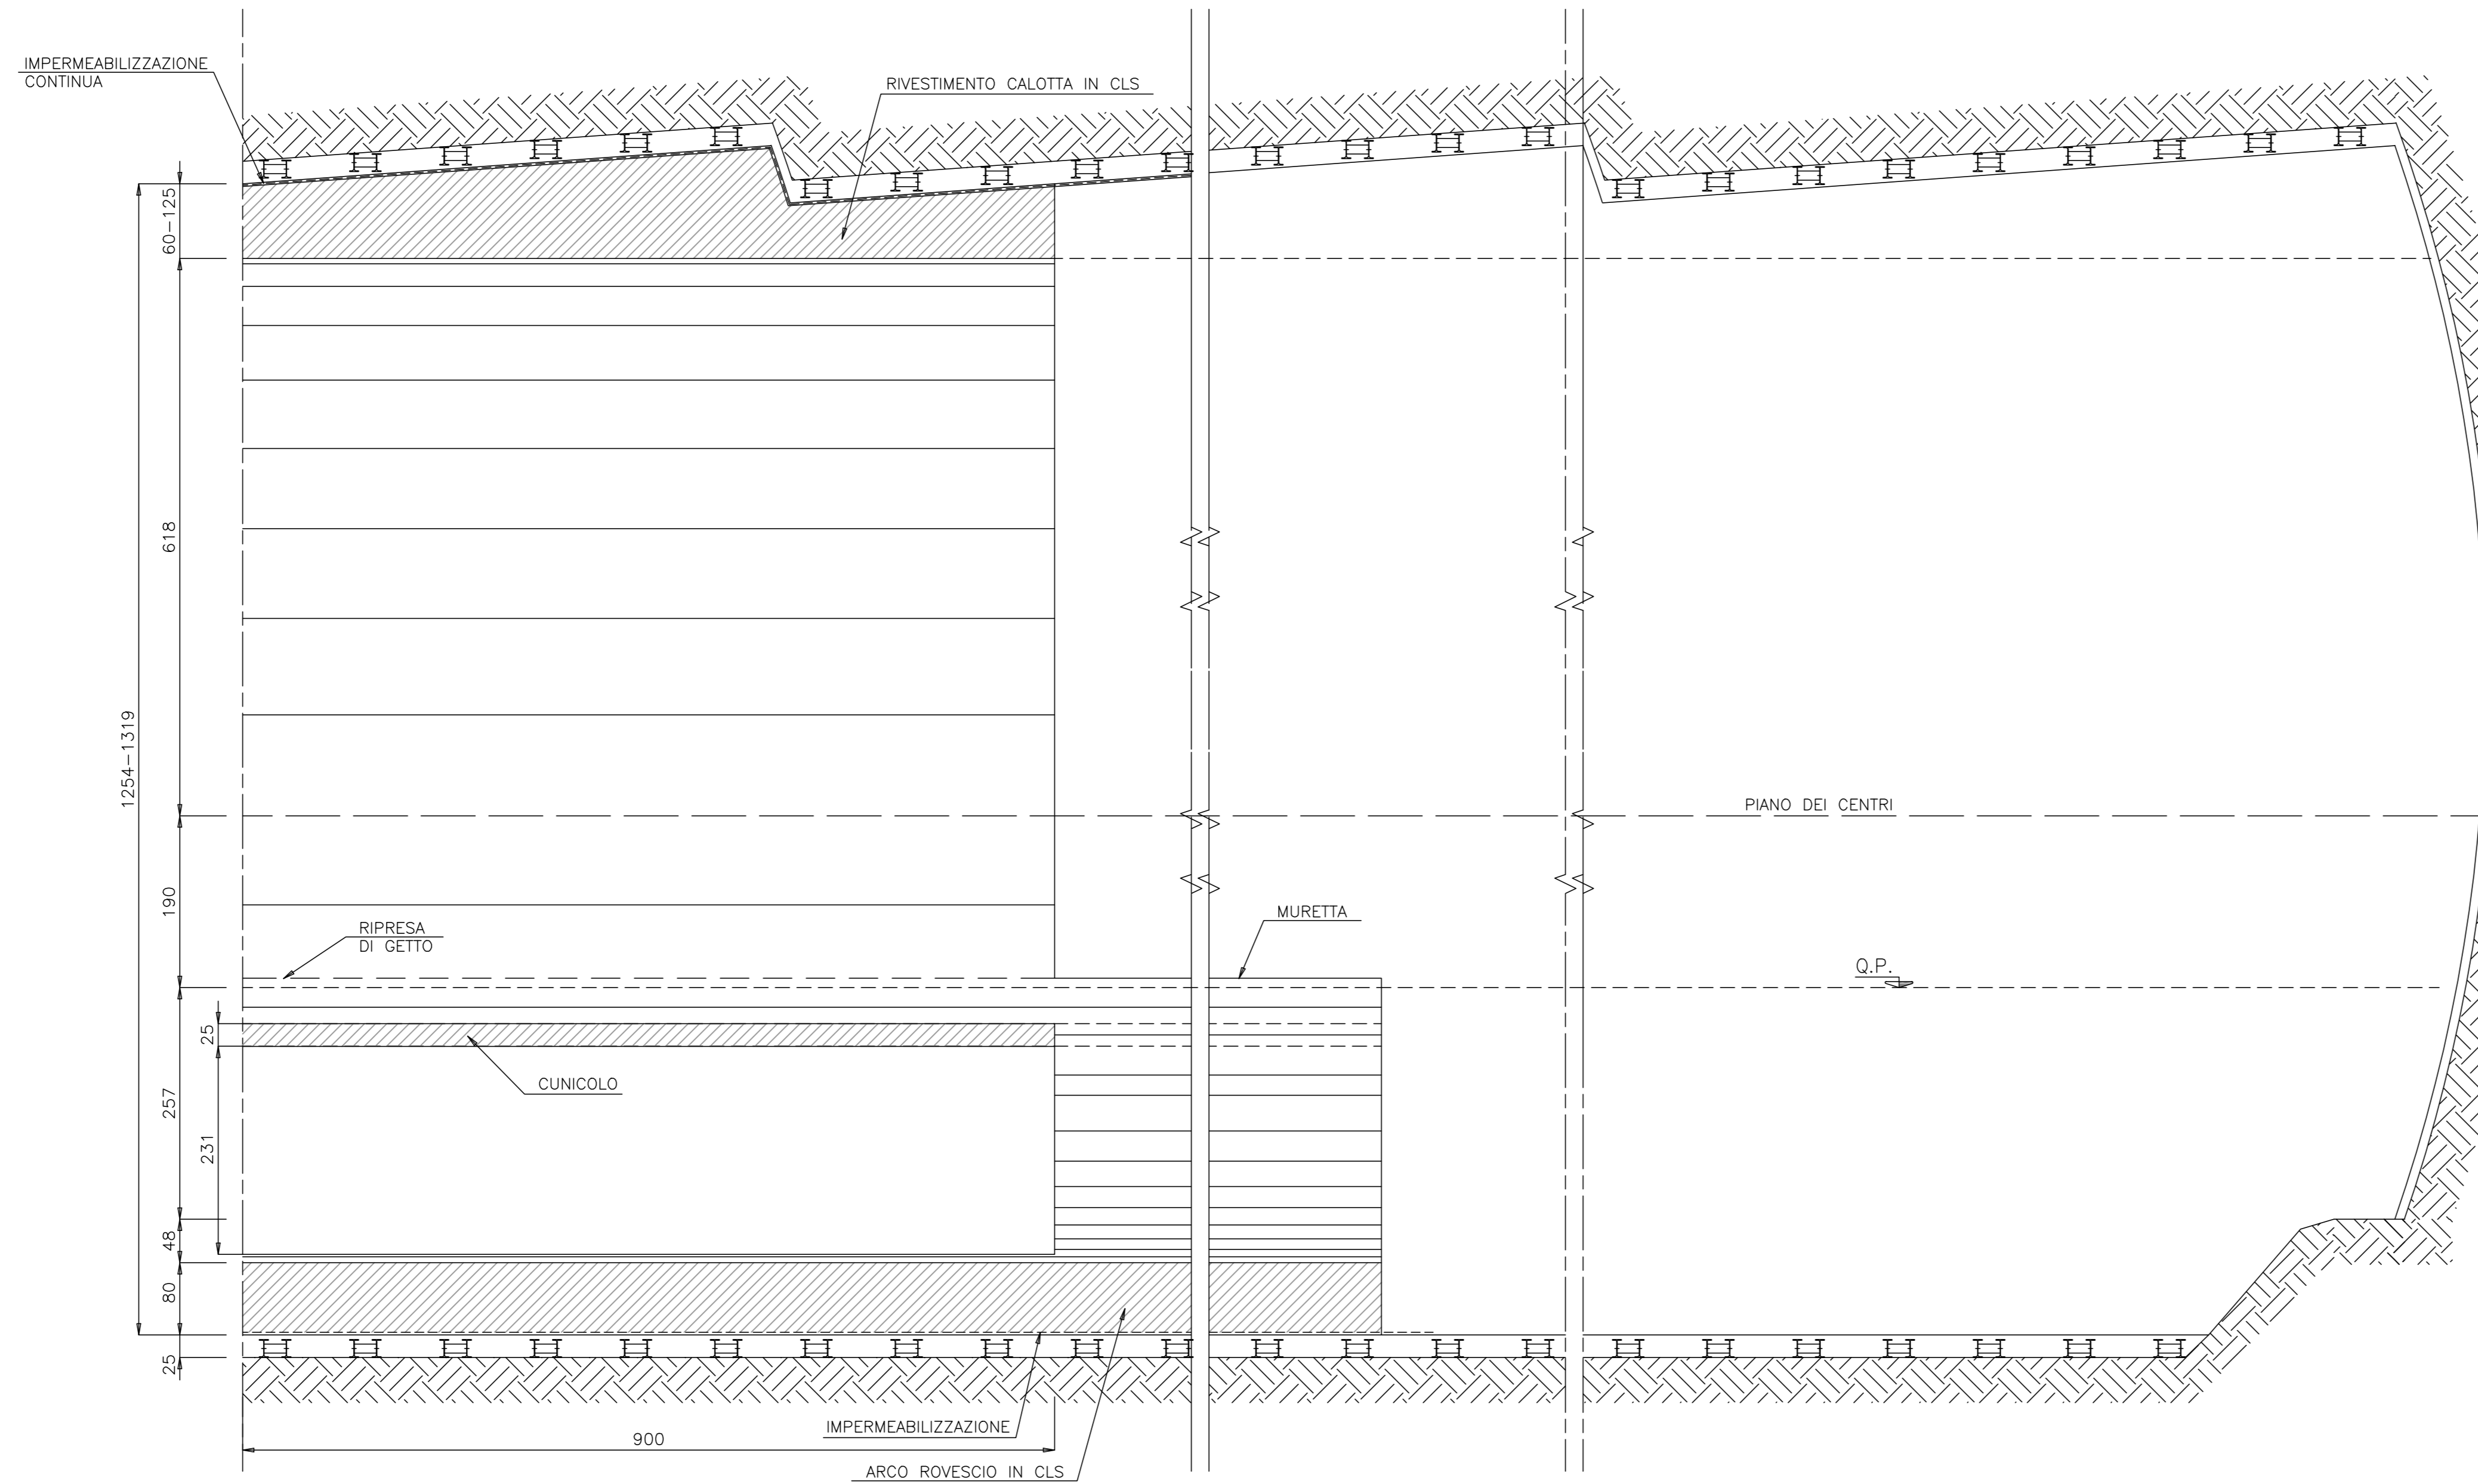 IMPERMEABILIZZAZIONE
CONTINUA
RIVESTIMENTO CALOTTA IN CLS
60-125
618
1254-1319
PIANO DEI CENTRI
190
RIPRESA
DI GETTO
MURETTA
Q.P.
25
CUNICOLO
257
231
48
80
25
IMPERMEABILIZZAZIONE
900
ARCO ROVESCIO IN CLS